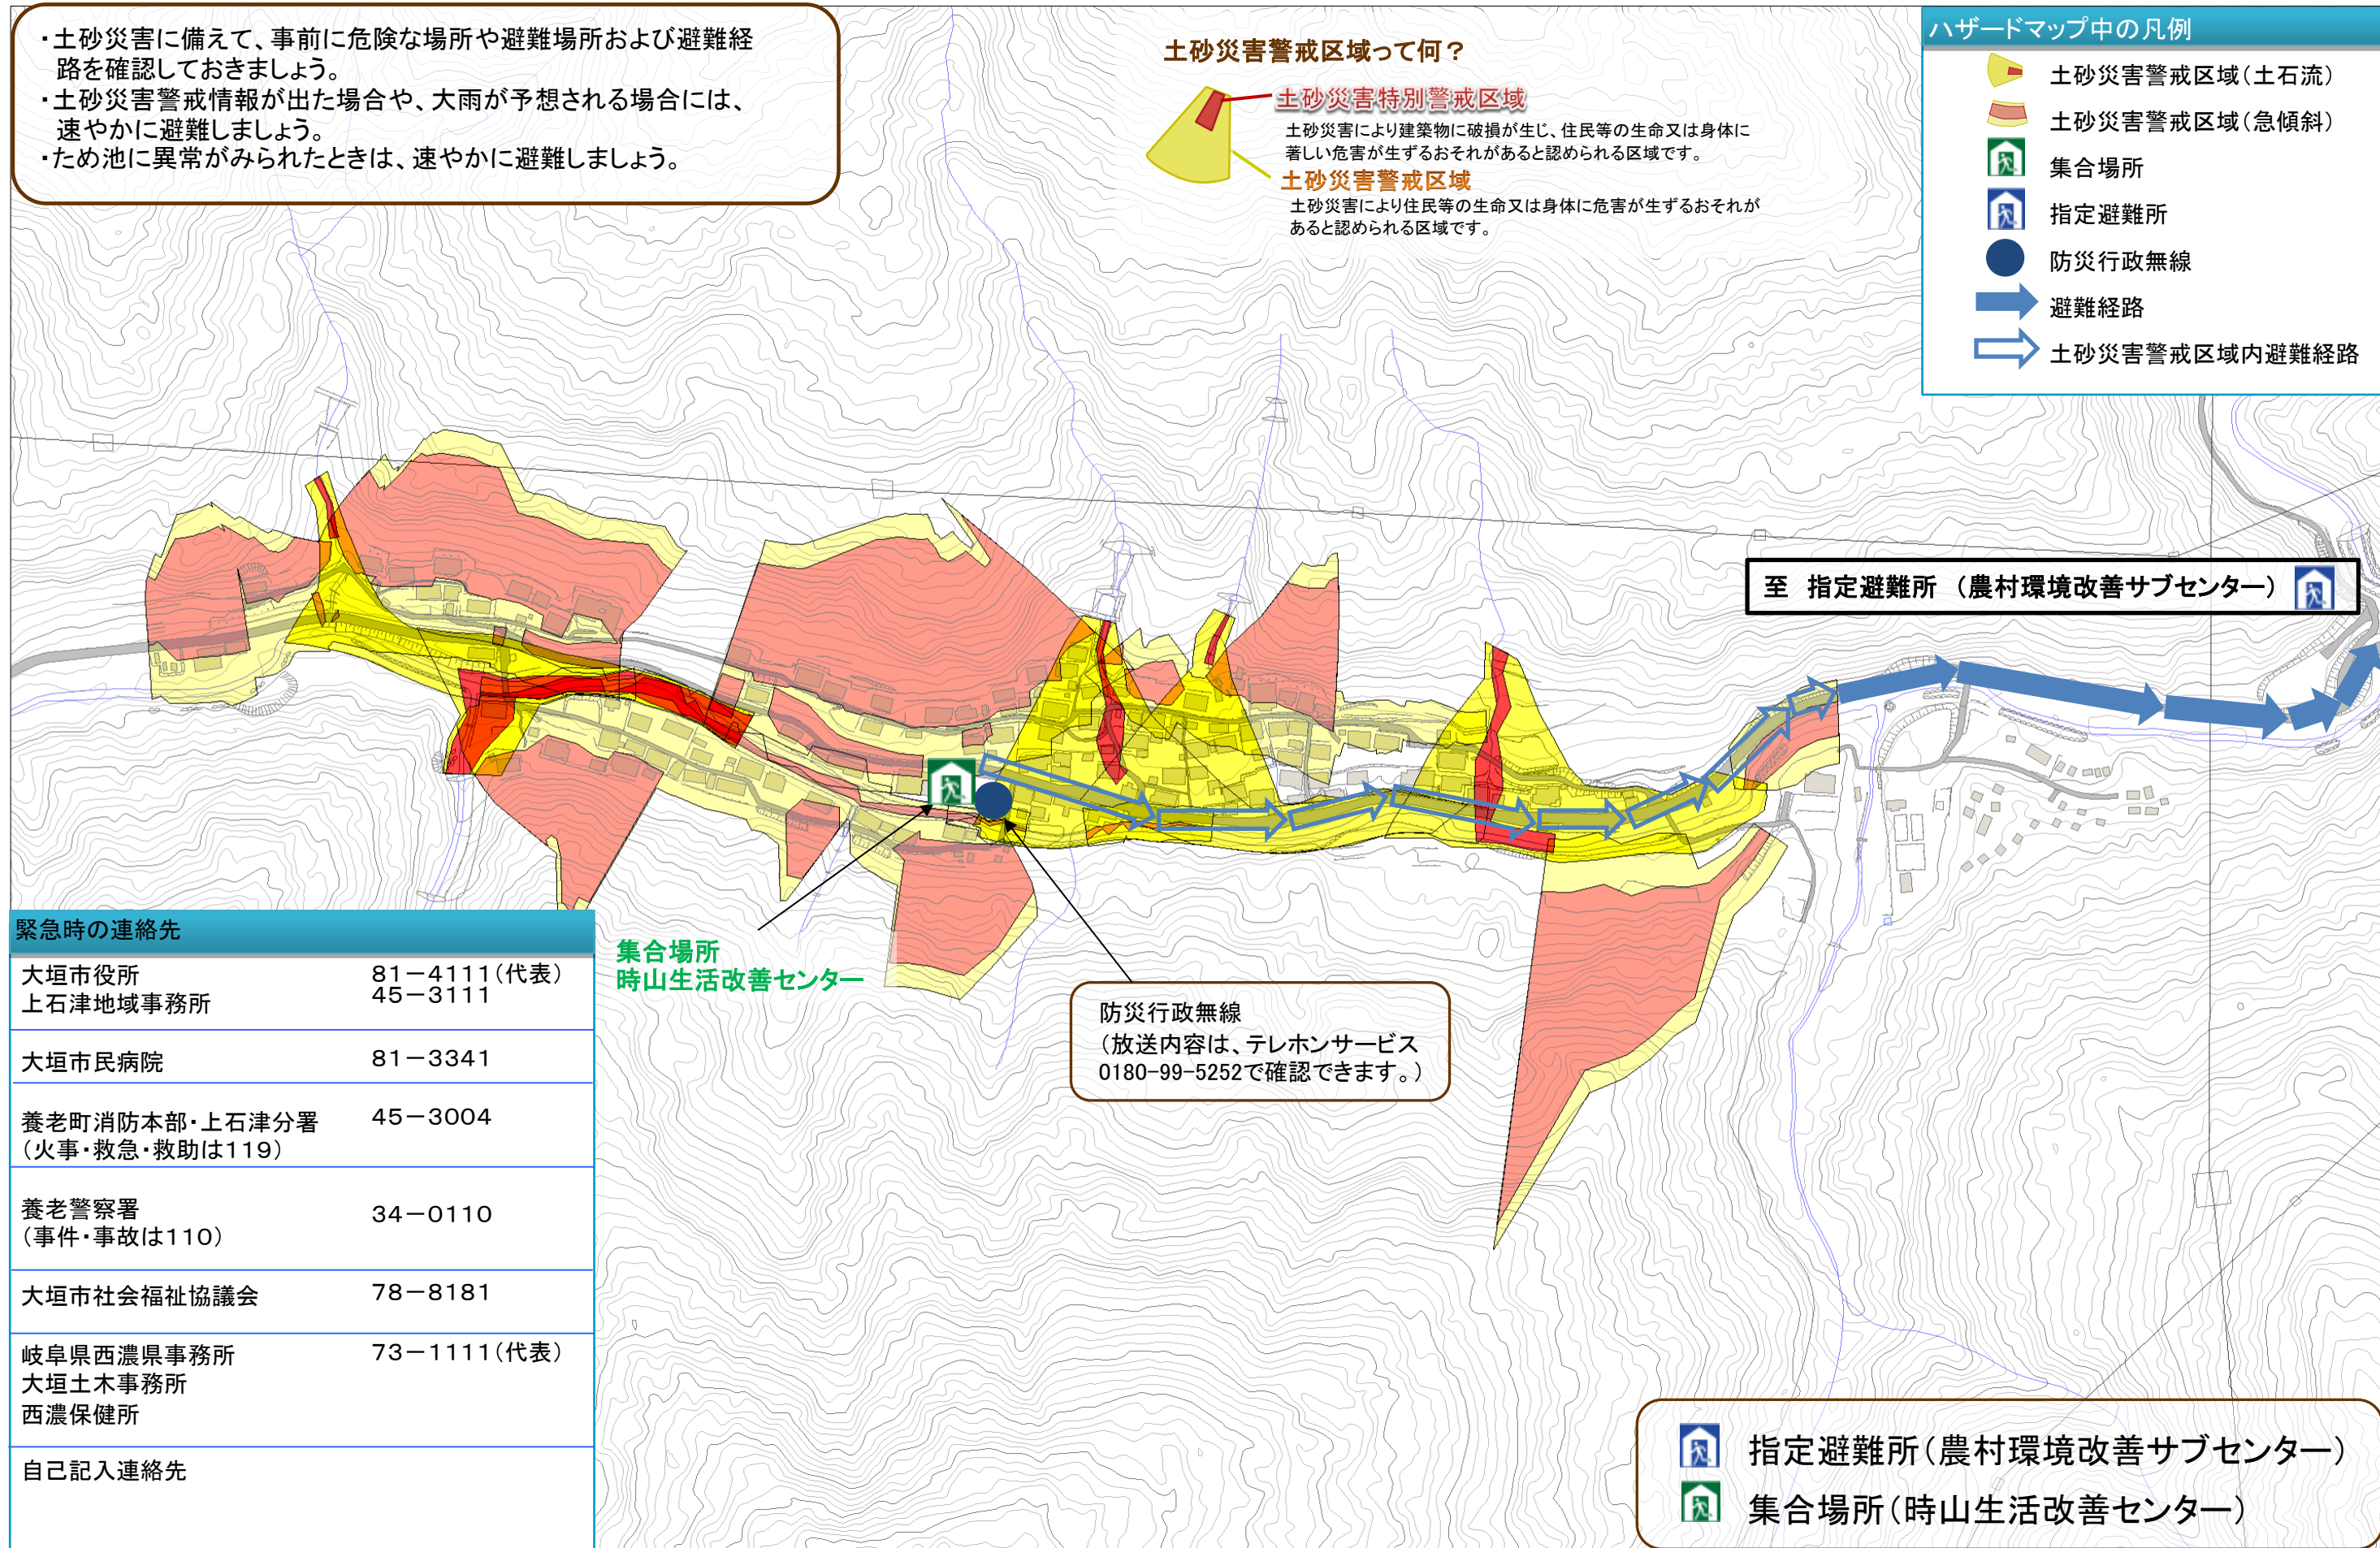 ・土砂災害に備えて、事前に危険な場所や避難場所および避難経
路を確認しておきましょう。
・土砂災害警戒情報が出た場合や、大雨が予想される場合には、
速やかに避難しましょう。
・ため池に異常がみられたときは、速やかに避難しましょう。
土砂災害警戒区域って何？
土砂災害特別警戒区域
土砂災害により建築物に破損が生じ、住民等の生命又は身体に
著しい危害が生ずるおそれがあると認められる区域です。
土砂災害警戒区域
土砂災害により住民等の生命又は身体に危害が生ずるおそれが
あると認められる区域です。
ハザードマップ中の凡例
土砂災害警戒区域（土石流）
土砂災害警戒区域（急傾斜）
集合場所
指定避難所
防災行政無線
避難経路
土砂災害警戒区域内避難経路
至 指定避難所 （農村環境改善サブセンター）
集合場所
時山生活改善センター
防災行政無線
（放送内容は、テレホンサービス
0180-99-5252で確認できます。）
緊急時の連絡先
大垣市役所 81－4111（代表）
上石津地域事務所 45－3111
大垣市民病院 81－3341
養老町消防本部・上石津分署 45－3004
（火事・救急・救助は119）
養老警察署 34－0110
（事件・事故は110）
大垣市社会福祉協議会 78－8181
岐阜県西濃県事務所 73－1111（代表）
大垣土木事務所
西濃保健所
自己記入連絡先
指定避難所（農村環境改善サブセンター）
集合場所（時山生活改善センター）